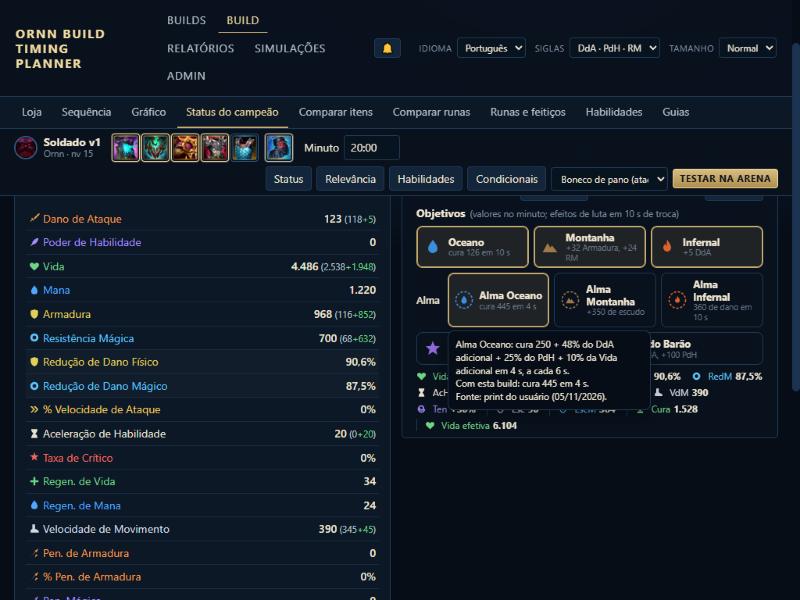 ORNN BUILD
TIMING
PLANNER
BUILDS BUILD
RELATÓRIOS SIMULAÇÕES
ADMIN
IDIOMA Português SIGLAS DdA · PdH · RM TAMANHO Normal
Loja Sequência Gráfico Status do campeão Comparar itens Comparar runas Runas e feitiços Habilidades Guias
Soldado v1
Ornn · nv 15
Minuto 20:00
Status Relevância Habilidades Condicionais Boneco de pano (ata TESTAR NA ARENA
Dano de Ataque 123 (118+5)
Poder de Habilidade 0
Vida 4.486 (2.538+1.948)
Mana 1.220
Armadura 968 (116+852)
Resistência Mágica 700 (68+632)
Redução de Dano Físico 90,6%
Redução de Dano Mágico 87,5%
% Velocidade de Ataque 0%
Aceleração de Habilidade 20 (0+20)
Taxa de Crítico 0%
Regen. de Vida 34
Regen. de Mana 24
Velocidade de Movimento 390 (345+45)
Pen. de Armadura 0
% Pen. de Armadura 0%
Objetivos (valores no minuto; efeitos de luta em 10 s de troca)
Oceano
cura 126 em 10 s
Montanha
+32 Armadura, +24
RM
Infernal
+5 DdA
Alma
Alma Oceano
cura 445 em 4 s
Alma
Montanha
+350 de escudo
Alma
Infernal
360 de dano em
10 s
do Barão
+100 PdH
Alma Oceano: cura 250 + 48% do DdA
adicional + 25% do PdH + 10% da Vida
adicional em 4 s, a cada 6 s.
Com esta build: cura 445 em 4 s.
Fonte: print do usuário (05/11/2026).
90,6% RedM 87,5%
VdM 390
Cura 1.528
Vida efetiva 6.104